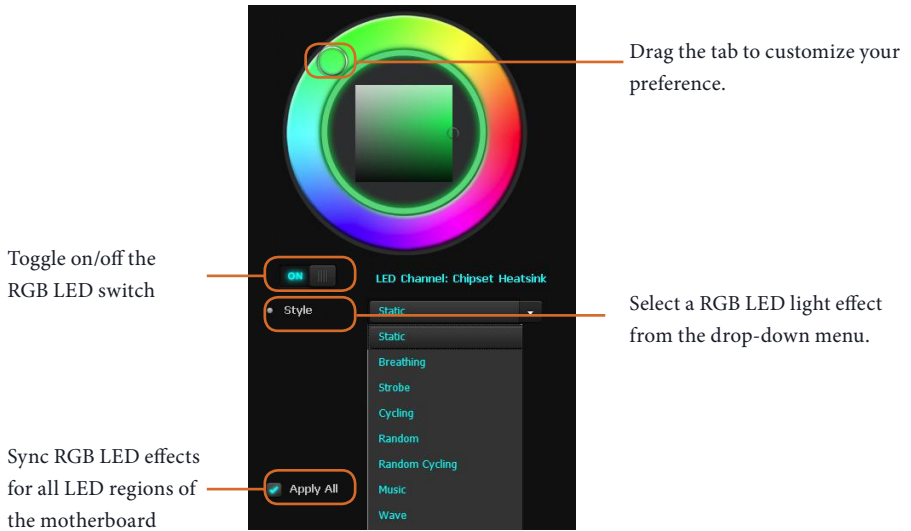 Drag the tab to customize your
preference.
Toggle on/off the
RGB LED switch
ON
LED Channel: Chipset Heatsink
Style
Static
Select a RGB LED light effect
from the drop-down menu.
Static
Breathing
Strobe
Cycling
Random
Random Cycling
Music
Wave
Sync RGB LED effects
for all LED regions of
the motherboard
Apply All